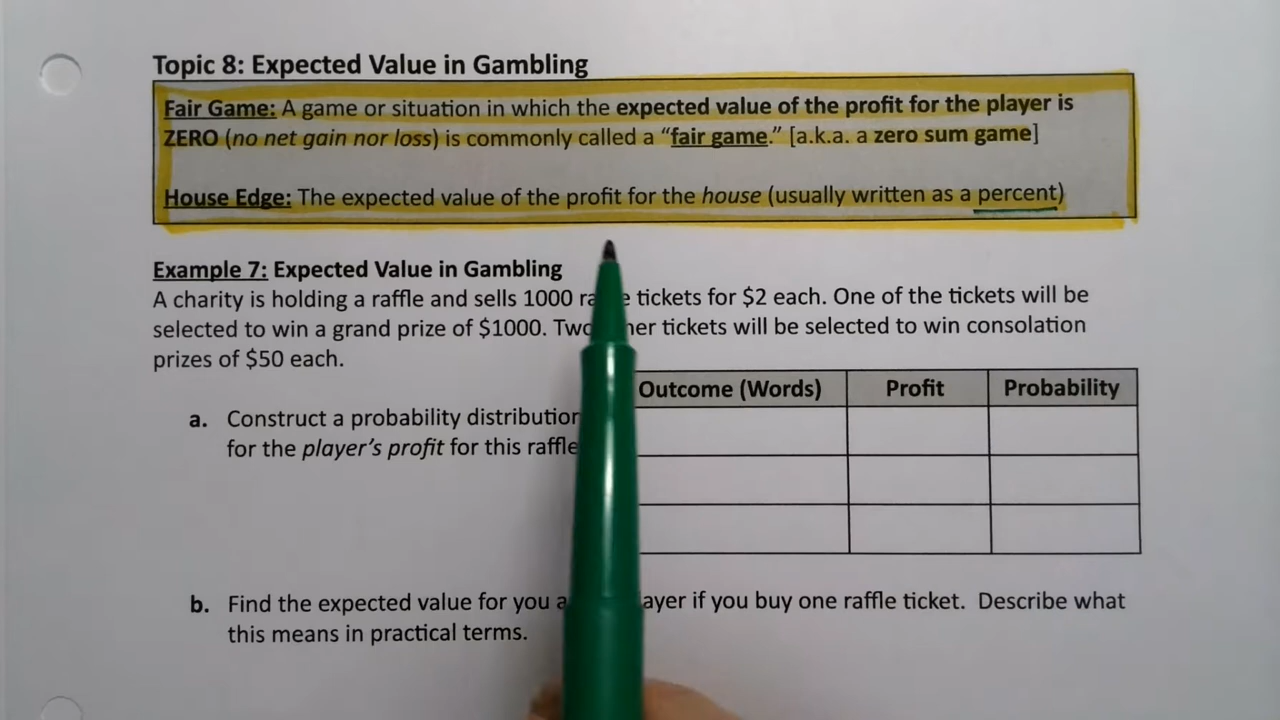 Topic 8: Expected Value in Gambling
Fair Game: A game or situation in which the expected value of the profit for the player is
ZERO (no net gain nor loss) is commonly called a “fair game.” [a.k.a. a zero sum game]
House Edge: The expected value of the profit for the house (usually written as a percent)
Example 7: Expected Value in Gambling
A charity is holding a raffle and sells 1000 tickets for $2 each. One of the tickets will be
selected to win a grand prize of $1000. tickets will be selected to win consolation
prizes of $50 each.
Outcome (Words) Profit Probability
a. Construct a probability distribution
for the player’s profit for this raffle
b. Find the expected value for you if you buy one raffle ticket. Describe what
this means in practical terms.